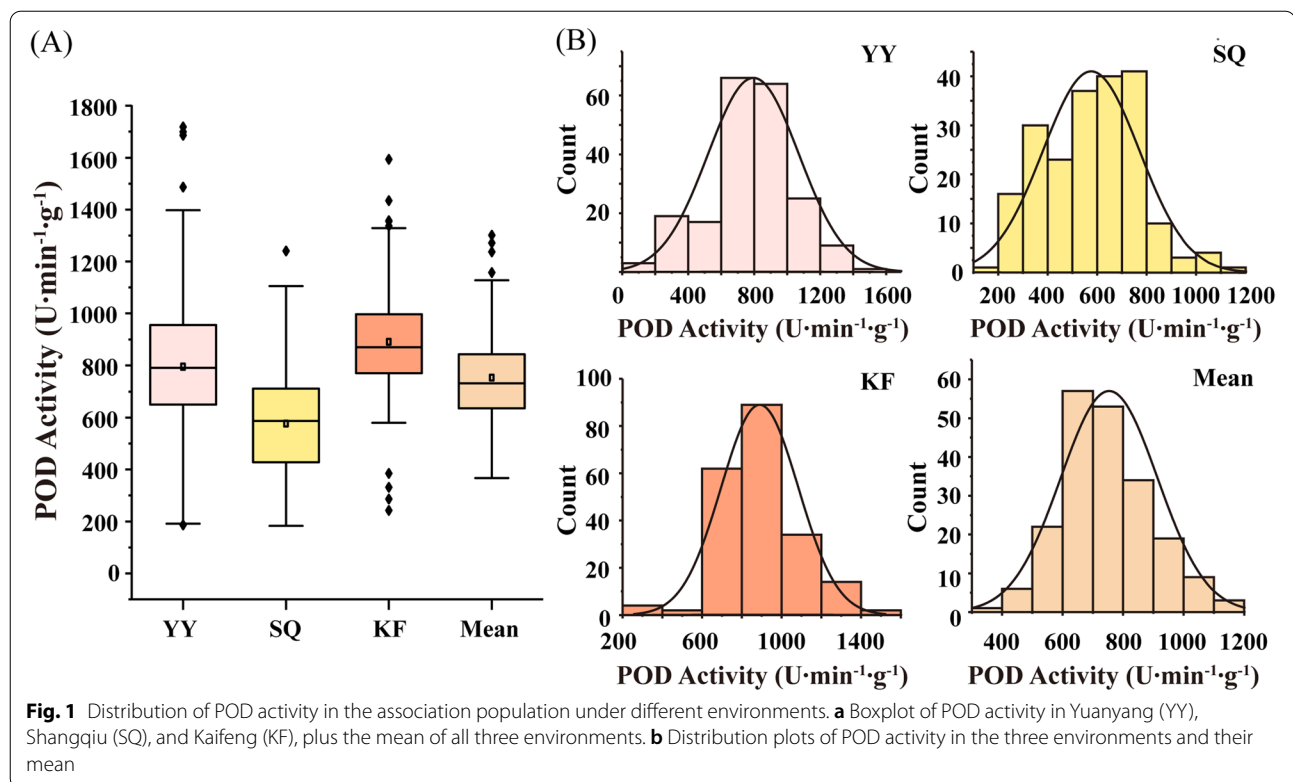 (A)
POD Activity (U·min⁻¹·g⁻¹)
1800
1600
1400
1200
1000
800
600
400
200
0
YY SQ KF Mean
(B)
YY
Count
60
40
20
0 400 800 1200 1600
POD Activity (U·min⁻¹·g⁻¹)
SQ
Count
40
30
20
10
0
200 400 600 800 1000 1200
POD Activity (U·min⁻¹·g⁻¹)
KF
Count
100
80
60
40
20
0
200 600 1000 1400
POD Activity (U·min⁻¹·g⁻¹)
Mean
Count
60
50
40
30
20
10
0
400 600 800 1000 1200
POD Activity (U·min⁻¹·g⁻¹)
Fig. 1 Distribution of POD activity in the association population under different environments. a Boxplot of POD activity in Yuanyang (YY),
Shangqiu (SQ), and Kaifeng (KF), plus the mean of all three environments. b Distribution plots of POD activity in the three environments and their
mean